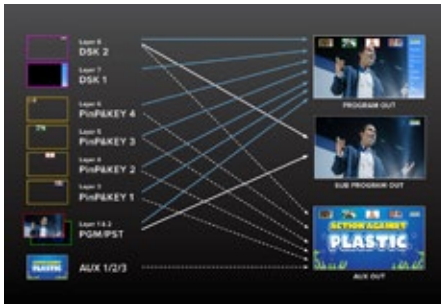 Layer 8
DSK 2
Layer 7
DSK 1
Layer 6
PinP&KEY 4
Layer 5
PinP&KEY 3
Layer 4
PinP&KEY 2
Layer 3
PinP&KEY 1
Layer 1 & 2
PGM/PST
AUX 1/2/3
PROGRAM OUT
SUB PROGRAM OUT
ACTION AGAINST
PLASTIC
AUX OUT